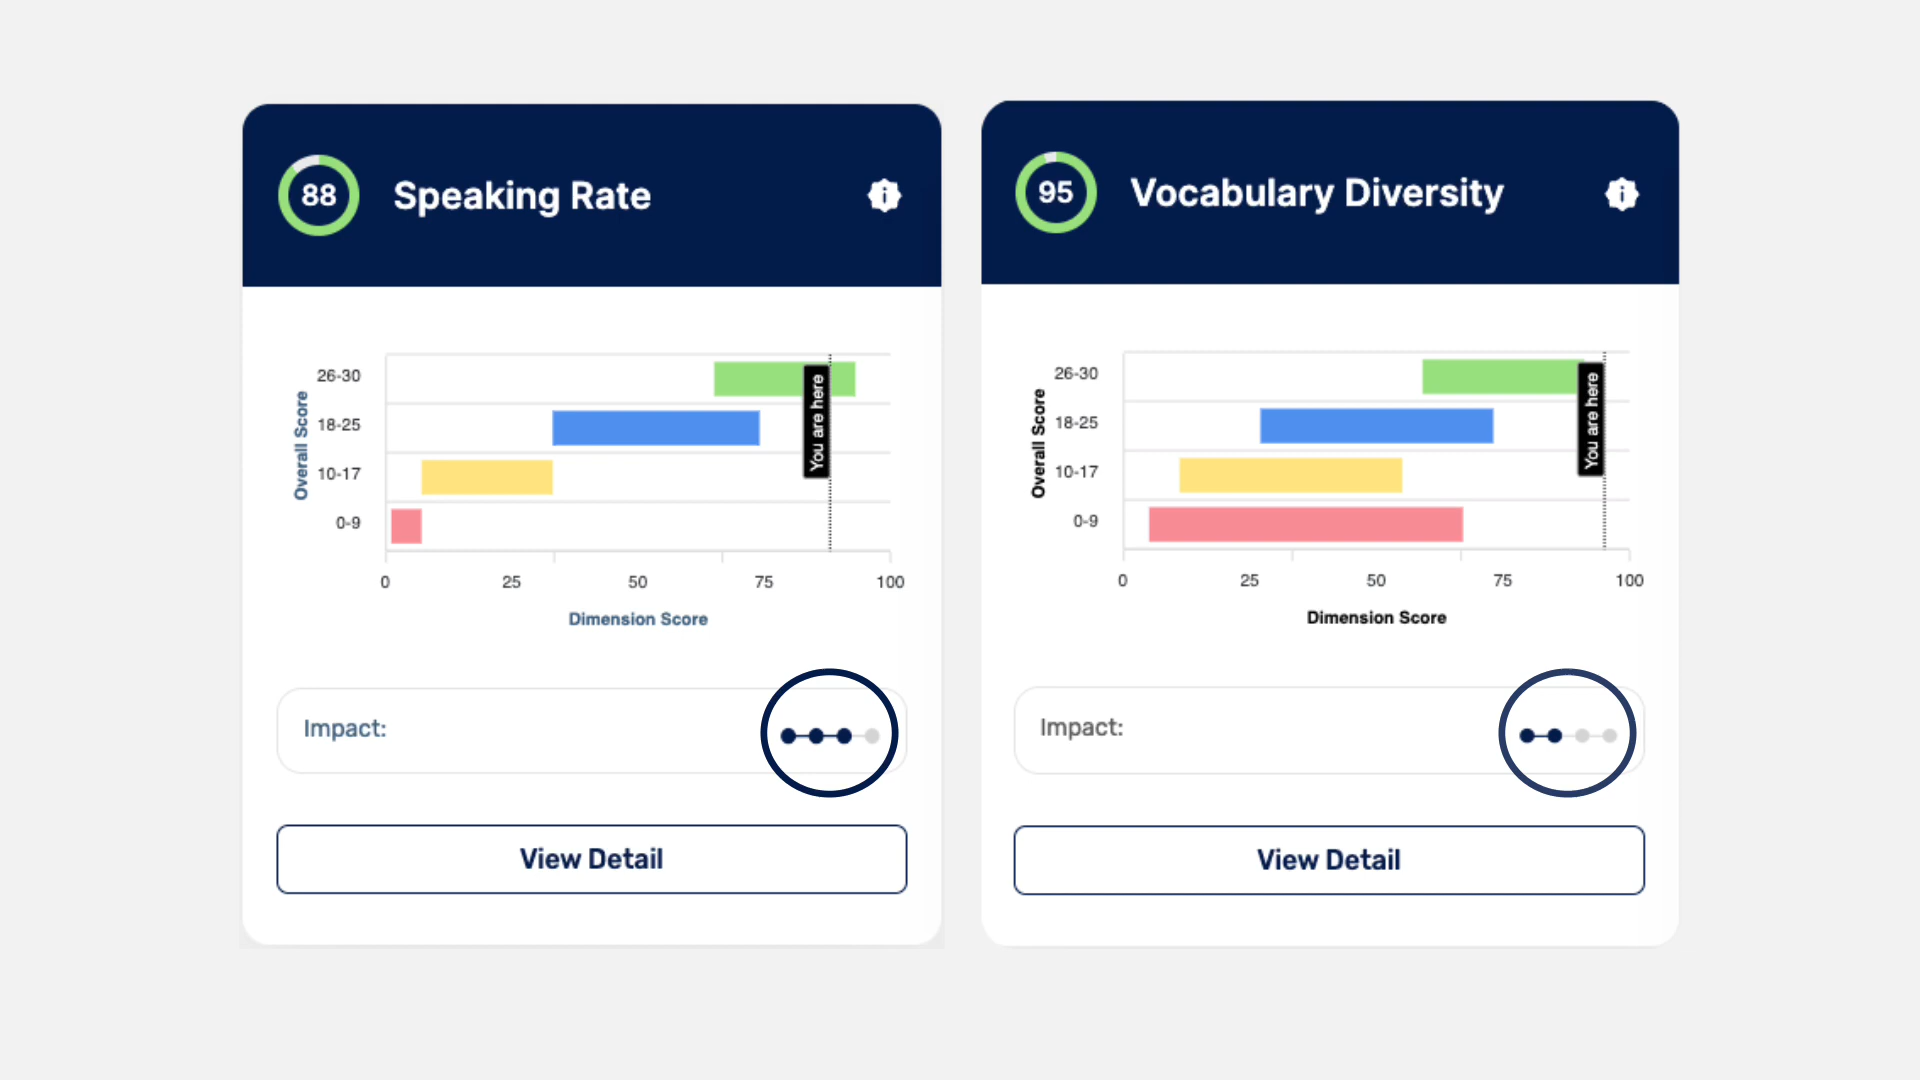 88 Speaking Rate
Overall Score
26-30
18-25
10-17
0-9
You are here
0 25 50 75 100
Dimension Score
Impact:
View Detail
95 Vocabulary Diversity
Overall Score
26-30
18-25
10-17
0-9
You are here
0 25 50 75 100
Dimension Score
Impact:
View Detail